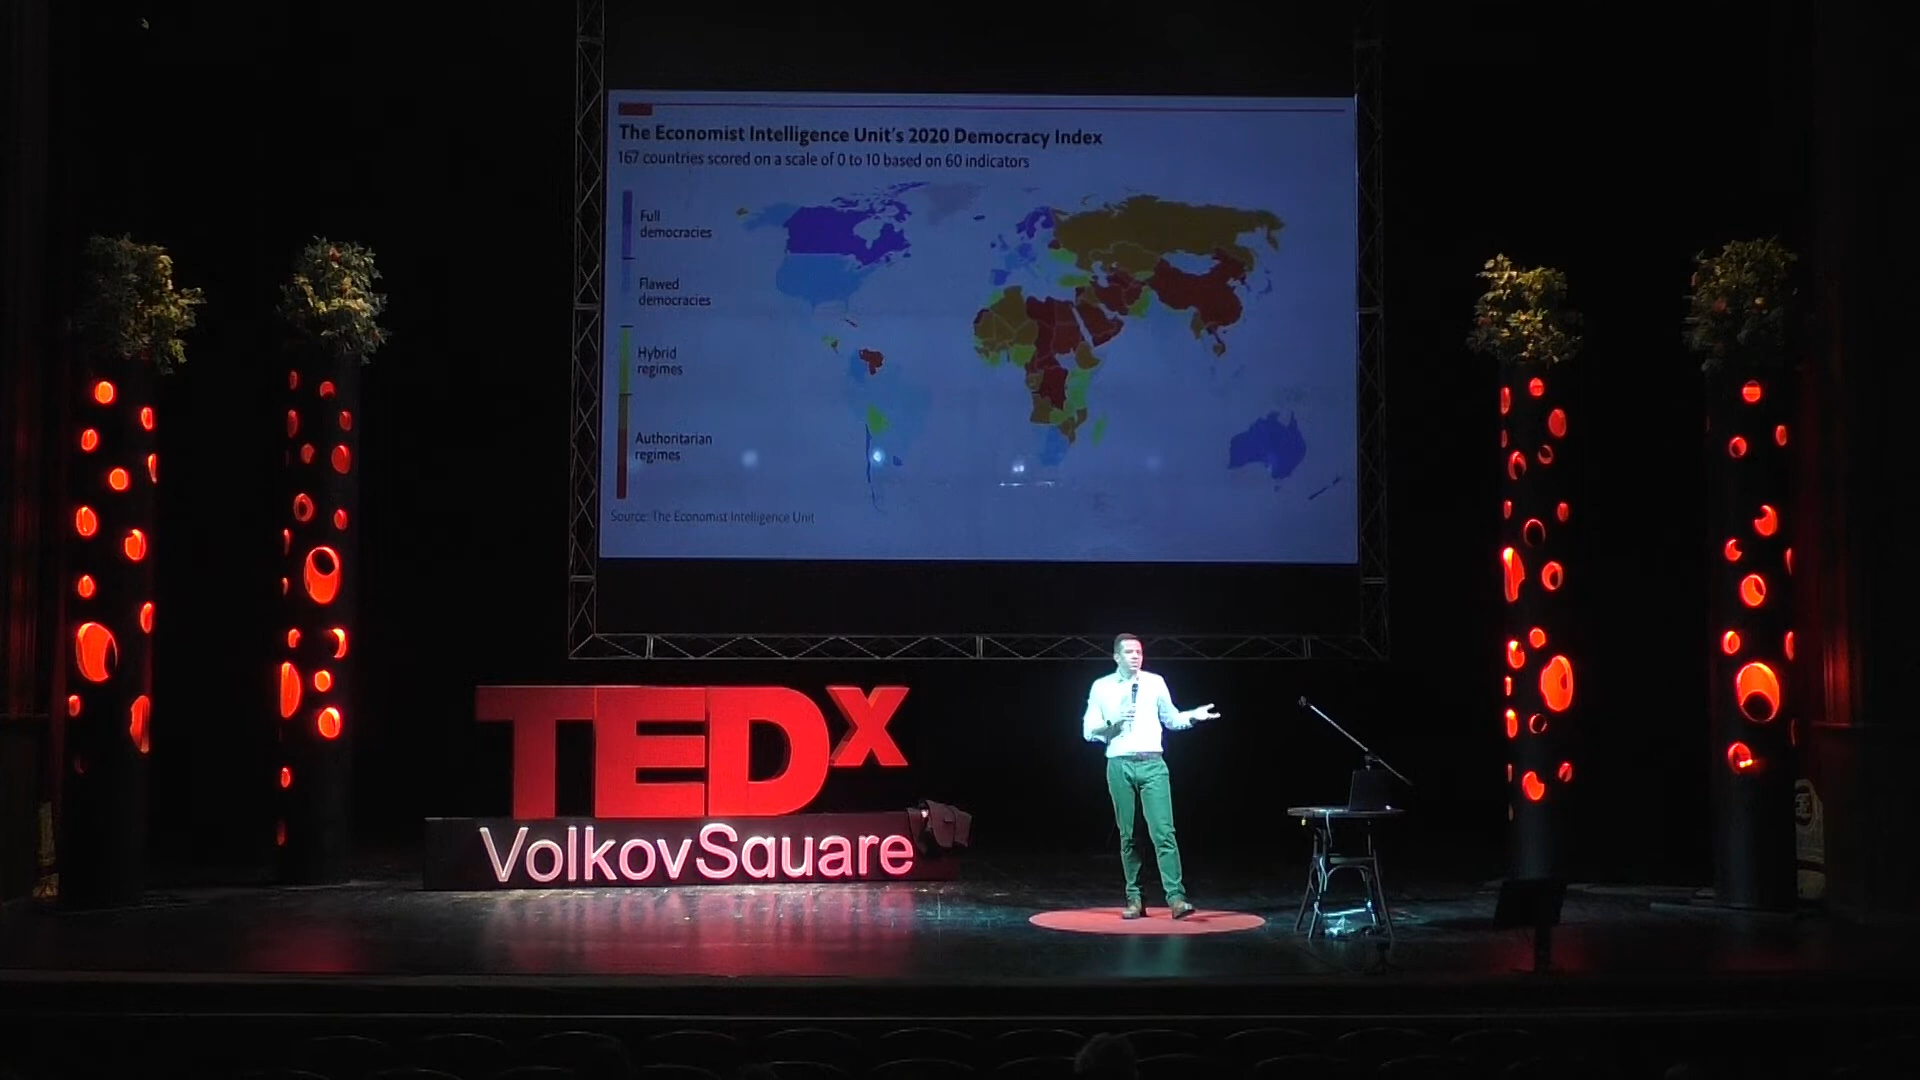 The Economist Intelligence Unit's 2020 Democracy Index
167 countries scored on a scale of 0 to 10 based on 60 indicators
Full
democracies
Flawed
democracies
Hybrid
regimes
Authoritarian
regimes
Source: The Economist Intelligence Unit
TEDx
VolkovSquare